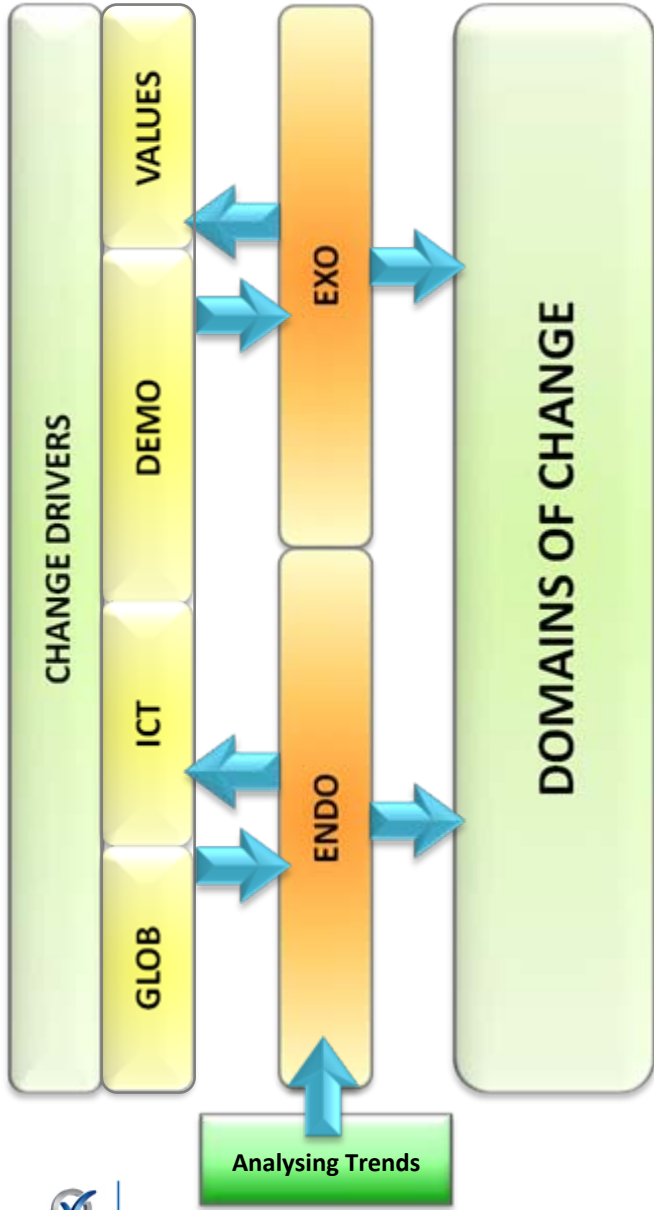 CHANGE DRIVERS
GLOB
ICT
DEMO
VALUES
ENDO
EXO
DOMAINS OF CHANGE
Analysing Trends